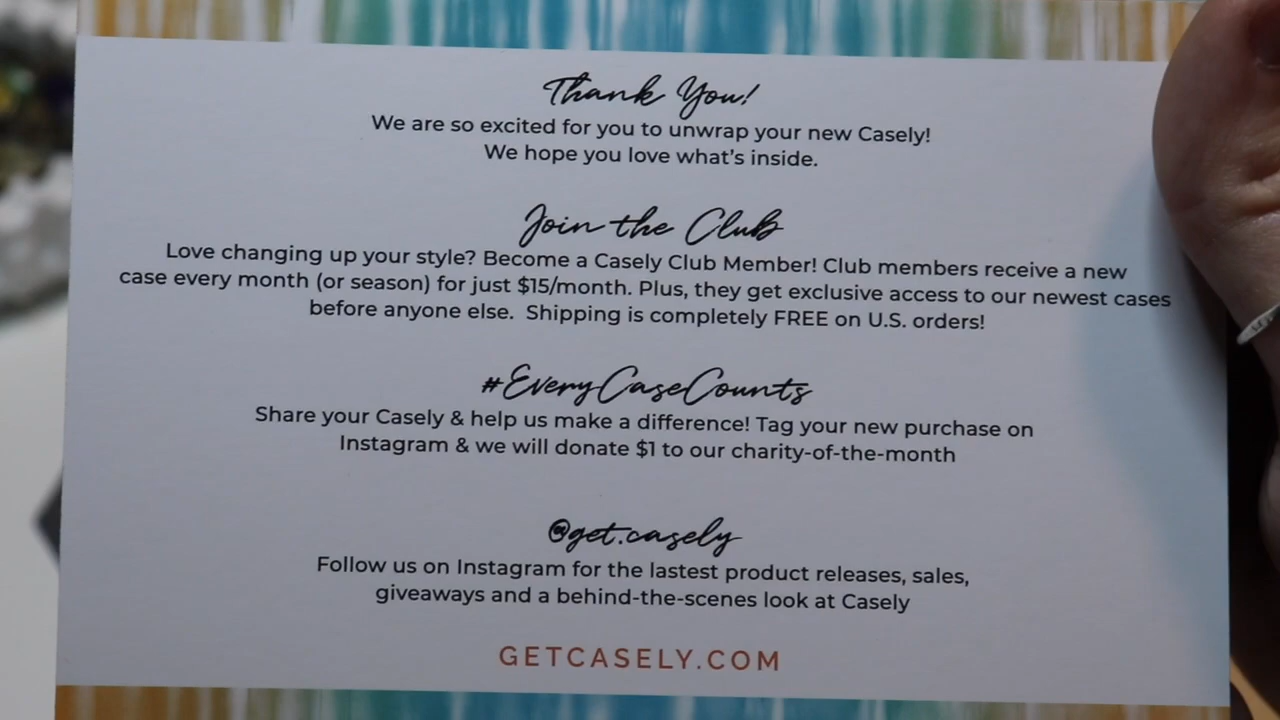 Thank You!
We are so excited for you to unwrap your new Casely!
We hope you love what's inside.
Join the Club
Love changing up your style? Become a Casely Club Member! Club members receive a new
case every month (or season) for just $15/month. Plus, they get exclusive access to our newest cases
before anyone else. Shipping is completely FREE on U.S. orders!
#EveryCaseCounts
Share your Casely & help us make a difference! Tag your new purchase on
Instagram & we will donate $1 to our charity-of-the-month
@get.casely
Follow us on Instagram for the lastest product releases, sales,
giveaways and a behind-the-scenes look at Casely
GETCASELY.COM